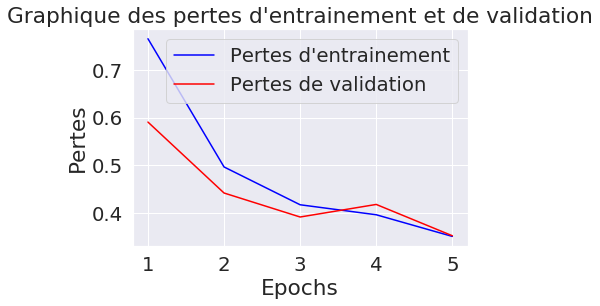 Graphique des pertes d'entrainement et de validation
Pertes d'entrainement
Pertes de validation
Pertes
0.7
0.6
0.5
0.4
1 2 3 4 5
Epochs